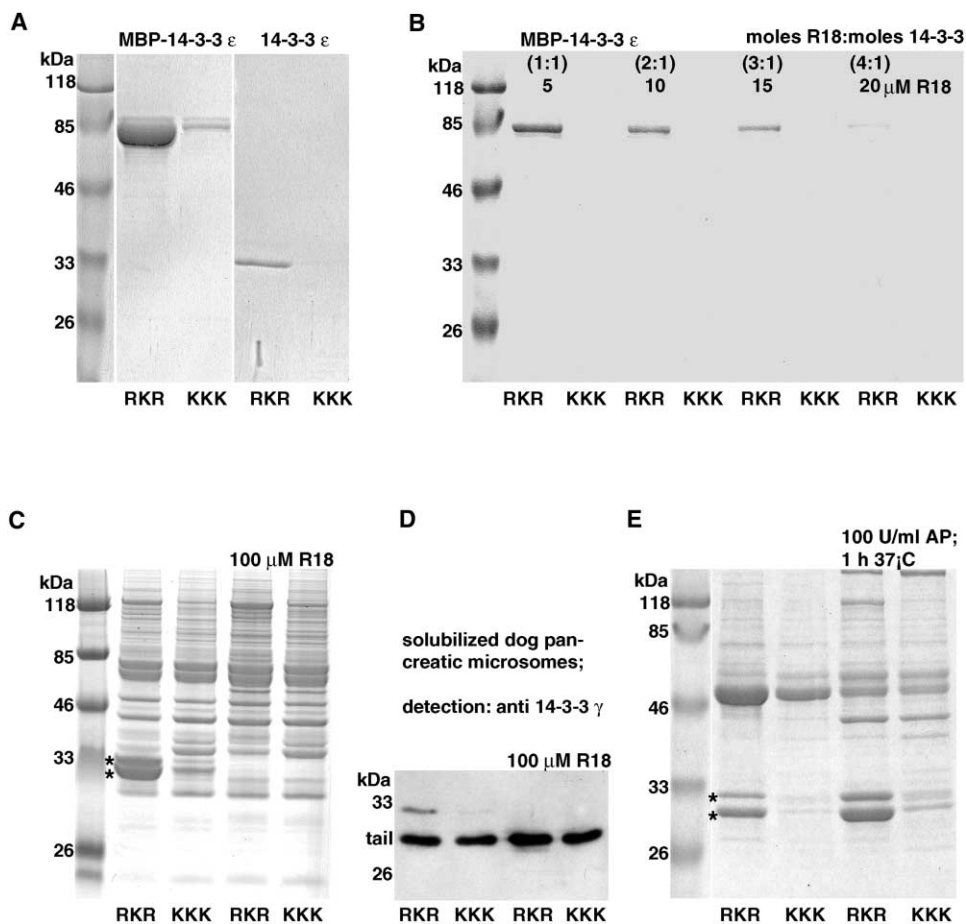 A
MBP-14-3-3 ε 14-3-3 ε
kDa
118
85
46
33
26
RKR KKK RKR KKK
B
MBP-14-3-3 ε moles R18:moles 14-3-3
kDa (1:1) (2:1) (3:1) (4:1)
118 5 10 15 20 μM R18
85
46
33
26
RKR KKK RKR KKK RKR KKK RKR KKK
C
100 μM R18
kDa
118
85
46
33
*
*
26
RKR KKK RKR KKK
D
solubilized dog pan-
creatic microsomes;
detection: anti 14-3-3 γ
100 μM R18
kDa
33
tail
26
RKR KKK RKR KKK
E
100 U/ml AP;
1 h 37¡C
kDa
118
85
46
33
*
*
26
RKR KKK RKR KKK